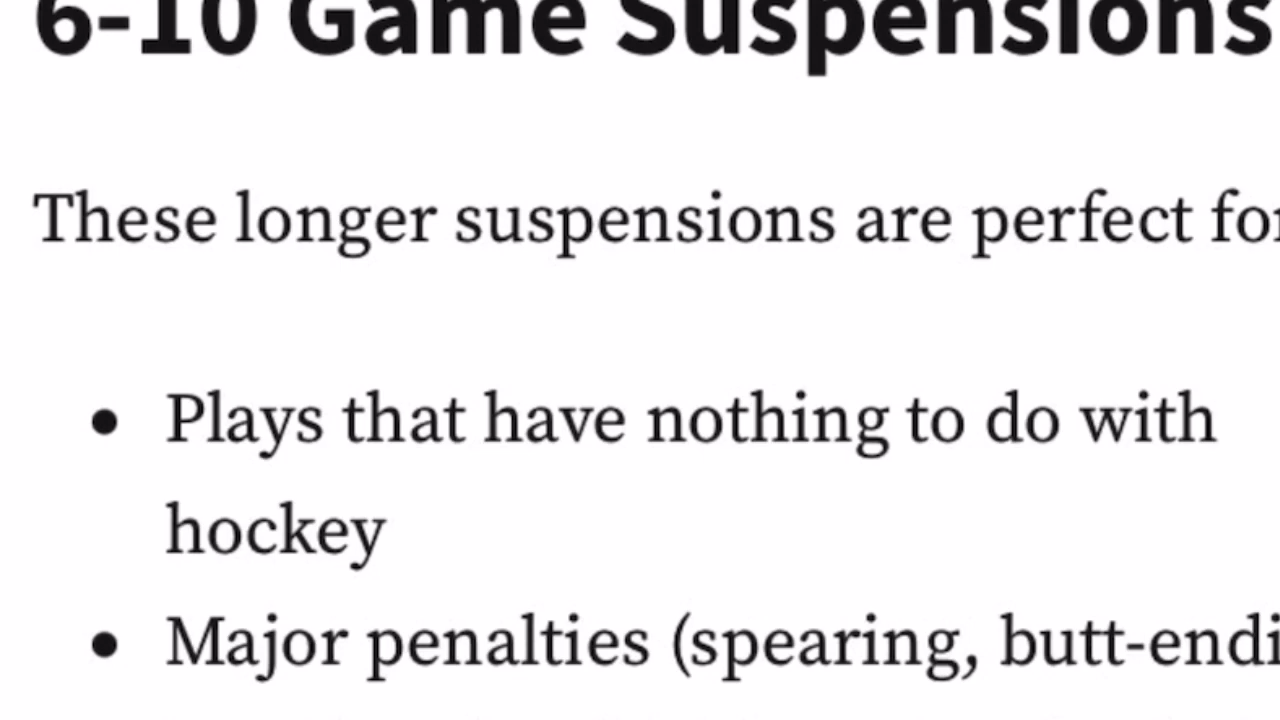 6-10 Game Suspensions
These longer suspensions are perfect for
• Plays that have nothing to do with
hockey
• Major penalties (spearing, butt-endi